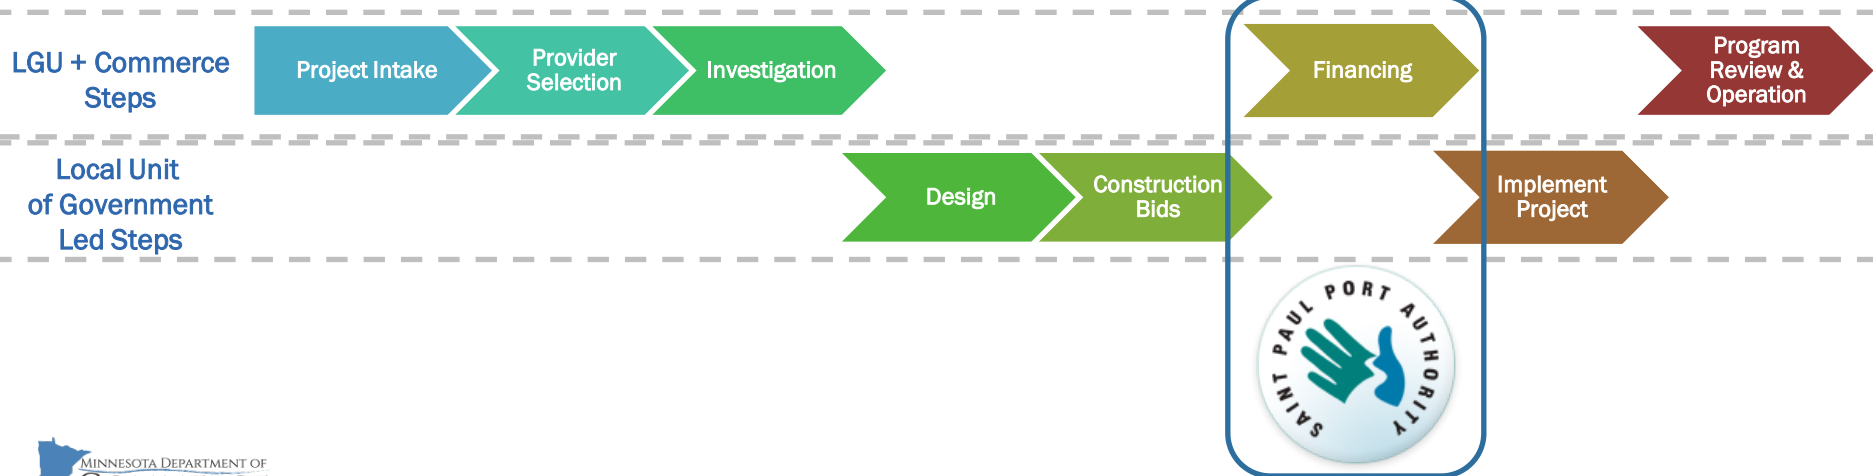 LGU + Commerce
Steps
Project Intake
Provider
Selection
Investigation
Financing
Program
Review &
Operation
Local Unit
of Government
Led Steps
Design
Construction
Bids
Implement
Project
SAINT PAUL PORT AUTHORITY
MINNESOTA DEPARTMENT OF